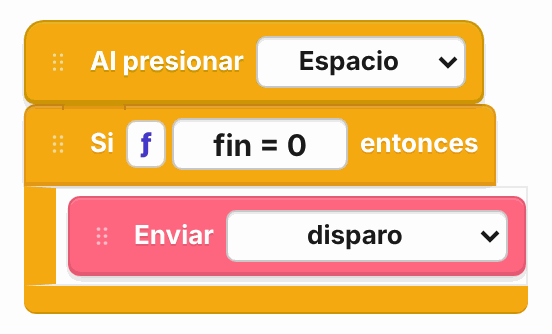 Al presionar Espacio
Si ƒ fin = 0 entonces
Enviar disparo